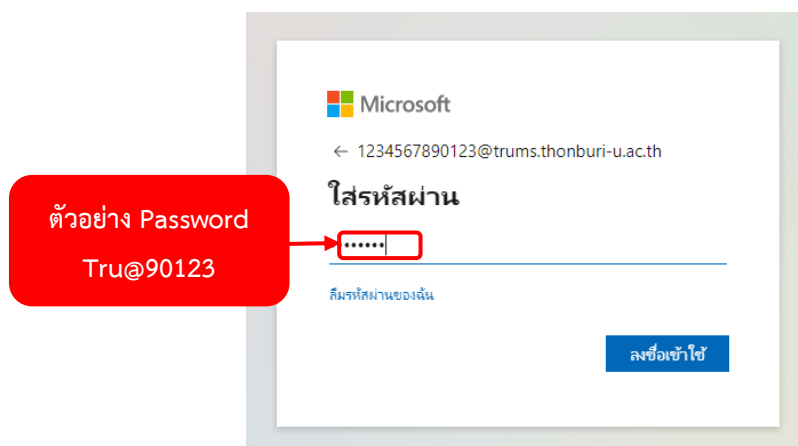 Microsoft
← 1234567890123@trums.thonburi-u.ac.th
ใส่รหัสผ่าน
ตัวอย่าง Password
Tru@90123
••••••
ลืมรหัสผ่านของฉัน
ลงชื่อเข้าใช้